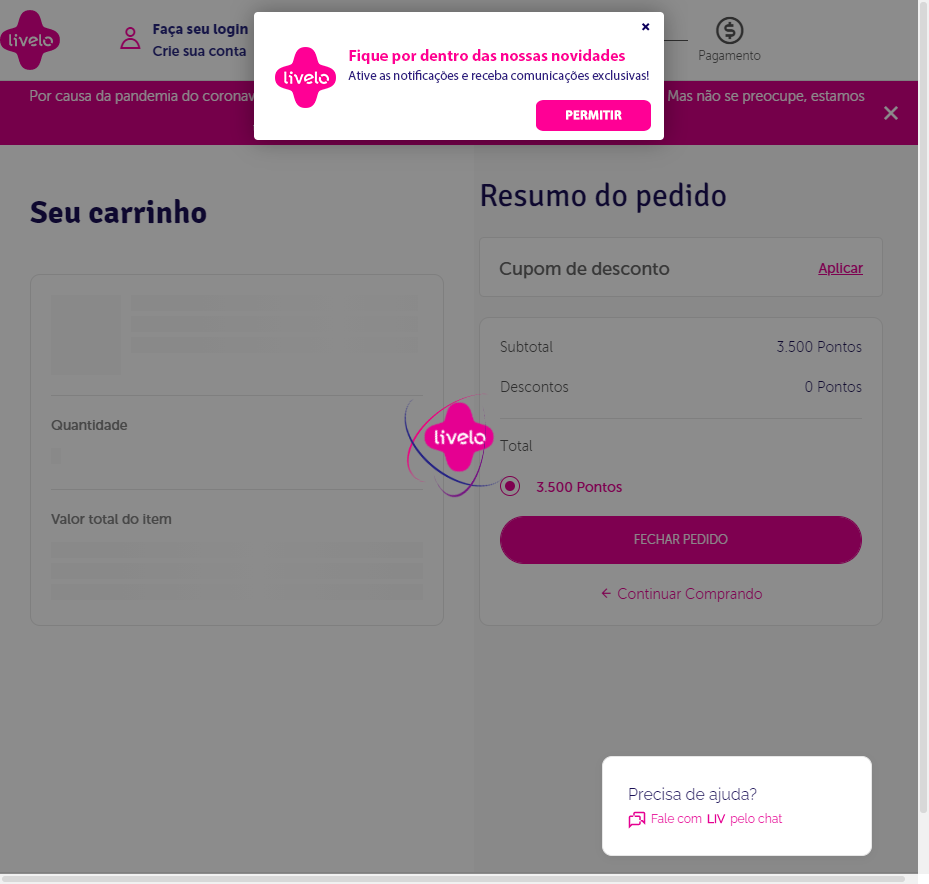 livelo
Faça seu login
Crie sua conta
Pagamento
×
livelo
Fique por dentro das nossas novidades
Ative as notificações e receba comunicações exclusivas!
PERMITIR
Por causa da pandemia do
Mas não se preocupe, estamos
Seu carrinho
Quantidade
Valor total do item
Resumo do pedido
Cupom de desconto Aplicar
Subtotal 3.500 Pontos
Descontos 0 Pontos
livelo
Total
3.500 Pontos
FECHAR PEDIDO
← Continuar Comprando
Precisa de ajuda?
Fale com LIV pelo chat